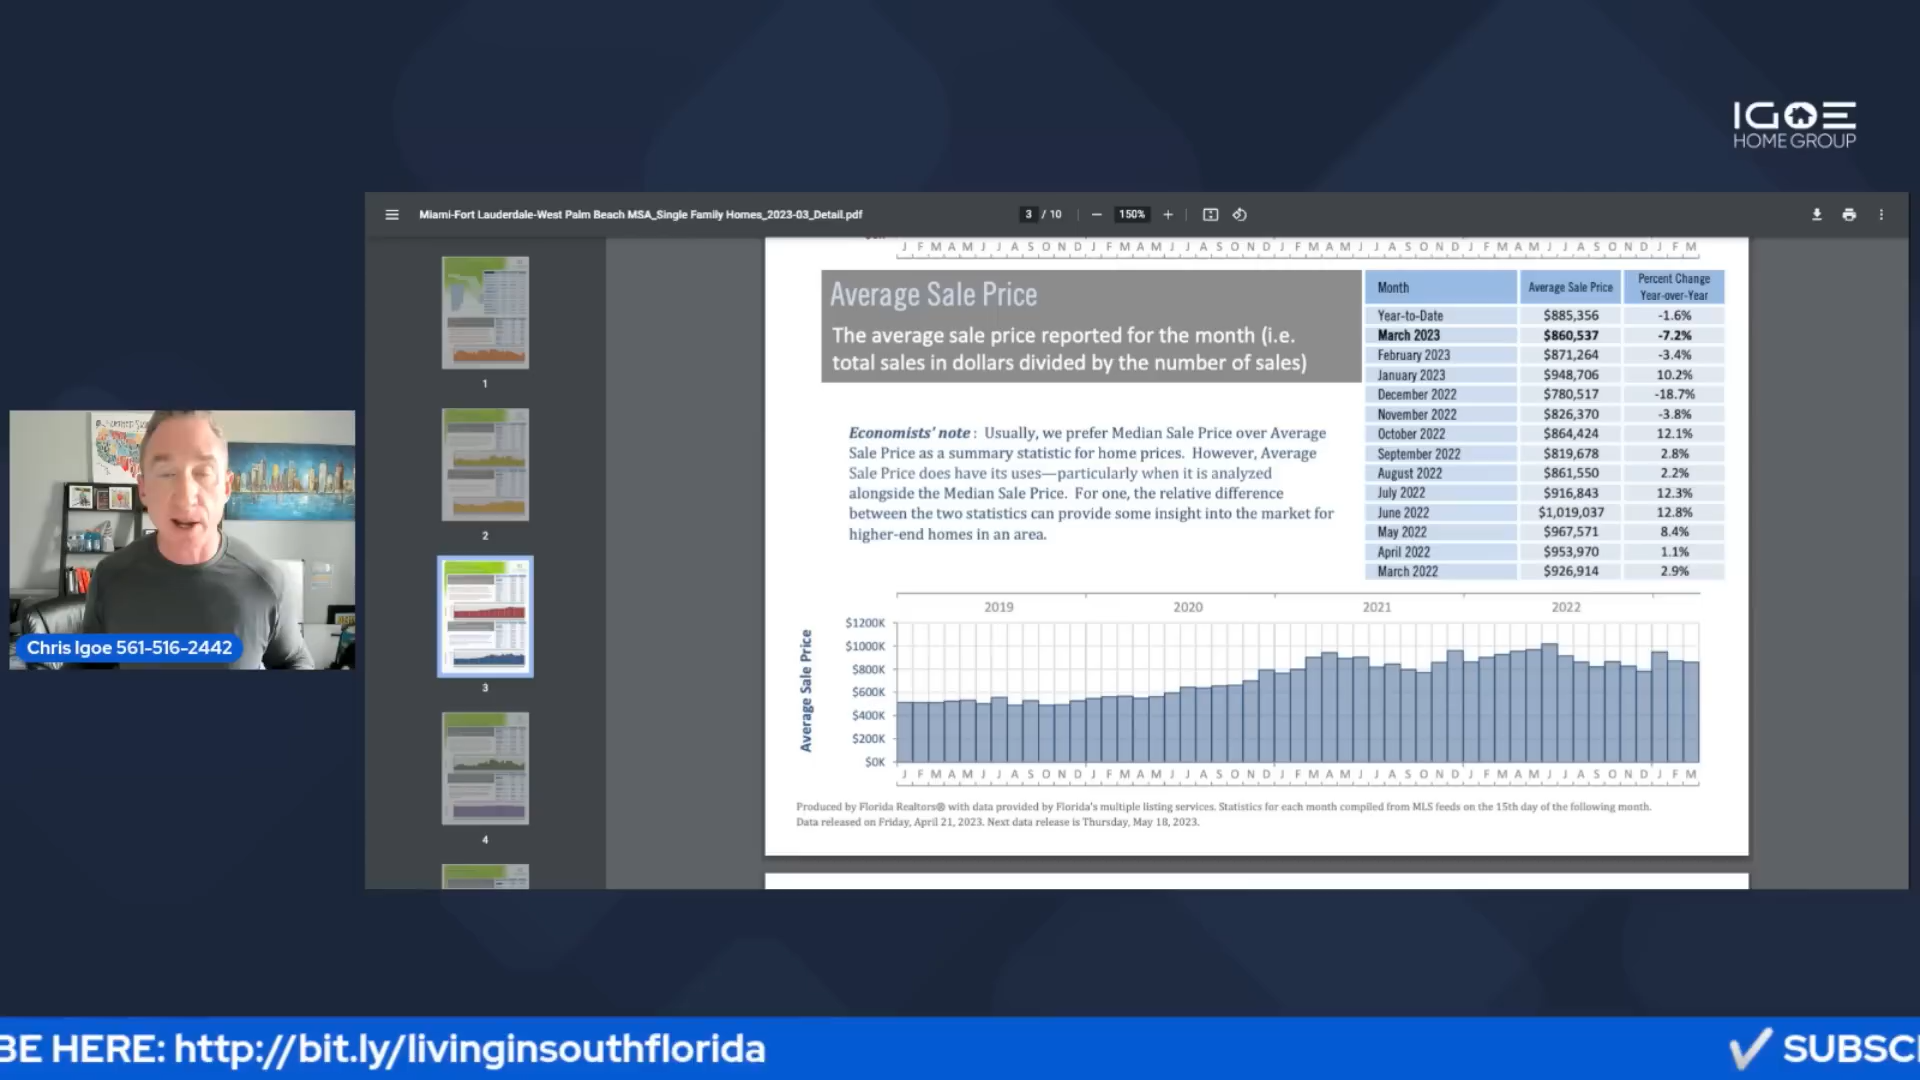 IGOE
HOME GROUP
Miami-Fort Lauderdale-West Palm Beach MSA_Single Family Homes_2023-03_Detail.pdf
3 / 10
150%
J F M A M J J A S O N D J F M A M J J A S O N D J F M A M J J A S O N D J F M A M J J A S O N D J F M
1
2
3
4
Average Sale Price
The average sale price reported for the month (i.e.
total sales in dollars divided by the number of sales)
Economists' note : Usually, we prefer Median Sale Price over Average
Sale Price as a summary statistic for home prices. However, Average
Sale Price does have its uses—particularly when it is analyzed
alongside the Median Sale Price. For one, the relative difference
between the two statistics can provide some insight into the market for
higher-end homes in an area.
Month Average Sale Price Percent Change
Year-over-Year
Year-to-Date $885,356 -1.6%
March 2023 $860,537 -7.2%
February 2023 $871,264 -3.4%
January 2023 $948,706 10.2%
December 2022 $780,517 -18.7%
November 2022 $826,370 -3.8%
October 2022 $864,424 12.1%
September 2022 $819,678 2.8%
August 2022 $861,550 2.2%
July 2022 $916,843 12.3%
June 2022 $1,019,037 12.8%
May 2022 $967,571 8.4%
April 2022 $953,970 1.1%
March 2022 $926,914 2.9%
2019 2020 2021 2022
Average Sale Price
$1200K
$1000K
$800K
$600K
$400K
$200K
$0K
J F M A M J J A S O N D J F M A M J J A S O N D J F M A M J J A S O N D J F M A M J J A S O N D J F M
Produced by Florida Realtors® with data provided by Florida's multiple listing services. Statistics for each month compiled from MLS feeds on the 15th day of the following month.
Data released on Friday, April 21, 2023. Next data release is Thursday, May 18, 2023.
Chris Igoe 561-516-2442
BE HERE: http://bit.ly/livinginsouthflorida
SUBSC